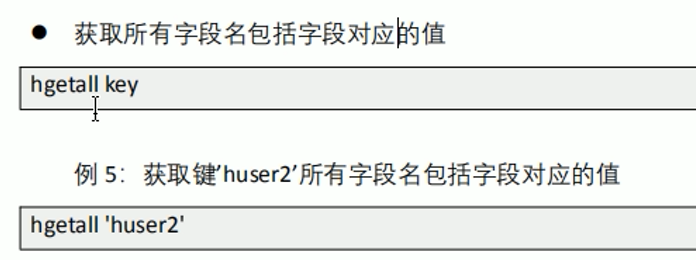 ● 获取所有字段名包括字段对应的值
hgetall key
例 5： 获取键'huser2'所有字段名包括字段对应的值
hgetall 'huser2'